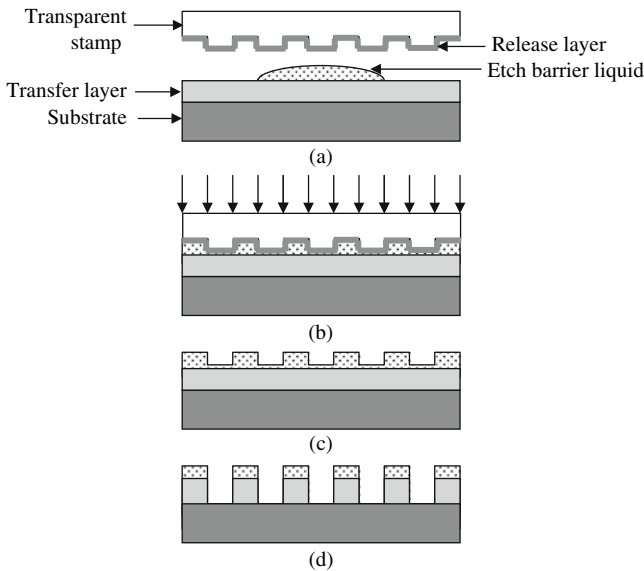 Transparent
stamp
Release layer
Etch barrier liquid
Transfer layer
Substrate
(a)
(b)
(c)
(d)